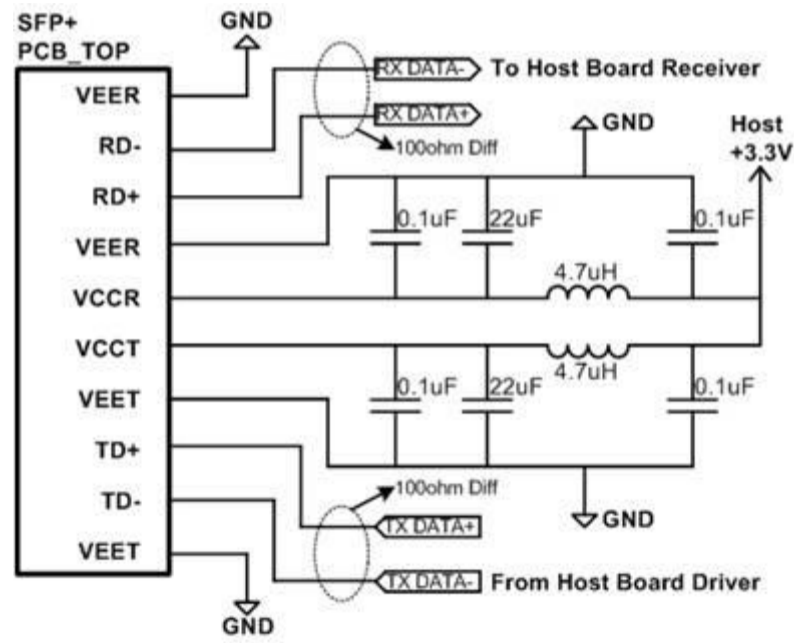 SFP+
PCB_TOP
GND
VEER
RD-
RD+
VEER
VCCR
VCCT
VEET
TD+
TD-
VEET
RX DATA-
To Host Board Receiver
RX DATA+
100ohm Diff
GND
Host
+3.3V
0.1uF
22uF
0.1uF
4.7uH
4.7uH
0.1uF
22uF
0.1uF
100ohm Diff
TX DATA+
GND
TX DATA-
From Host Board Driver
GND